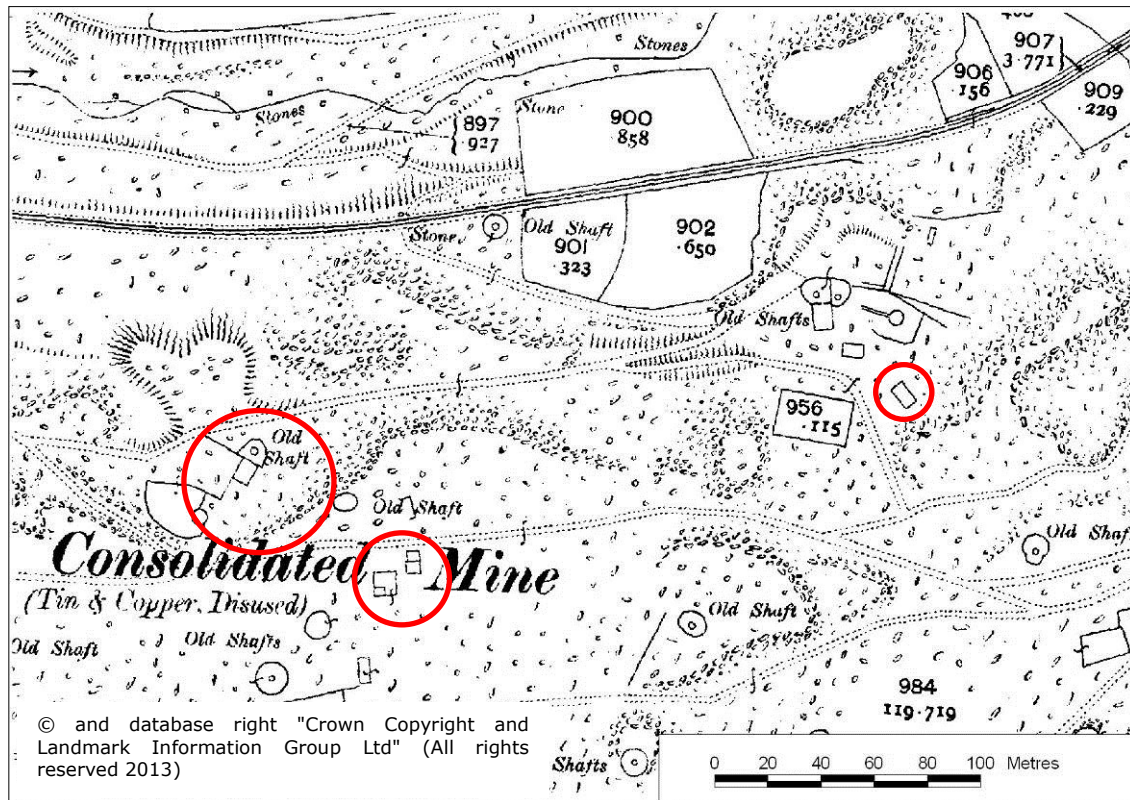 Stones
Stones
Stone
897
·927
900
858
906
·156
907
3·771
909
·229
Stone
Old Shaft
901
·323
902
·650
Old Shafts
956
·115
Old
Shaft
Old Shaft
Consolidated Mine
(Tin & Copper, Disused)
Old Shaft
Old Shafts
Old Shaft
Old Shaft
984
119·719
Shafts
© and database right "Crown Copyright and
Landmark Information Group Ltd" (All rights
reserved 2013)
0 20 40 60 80 100 Metres